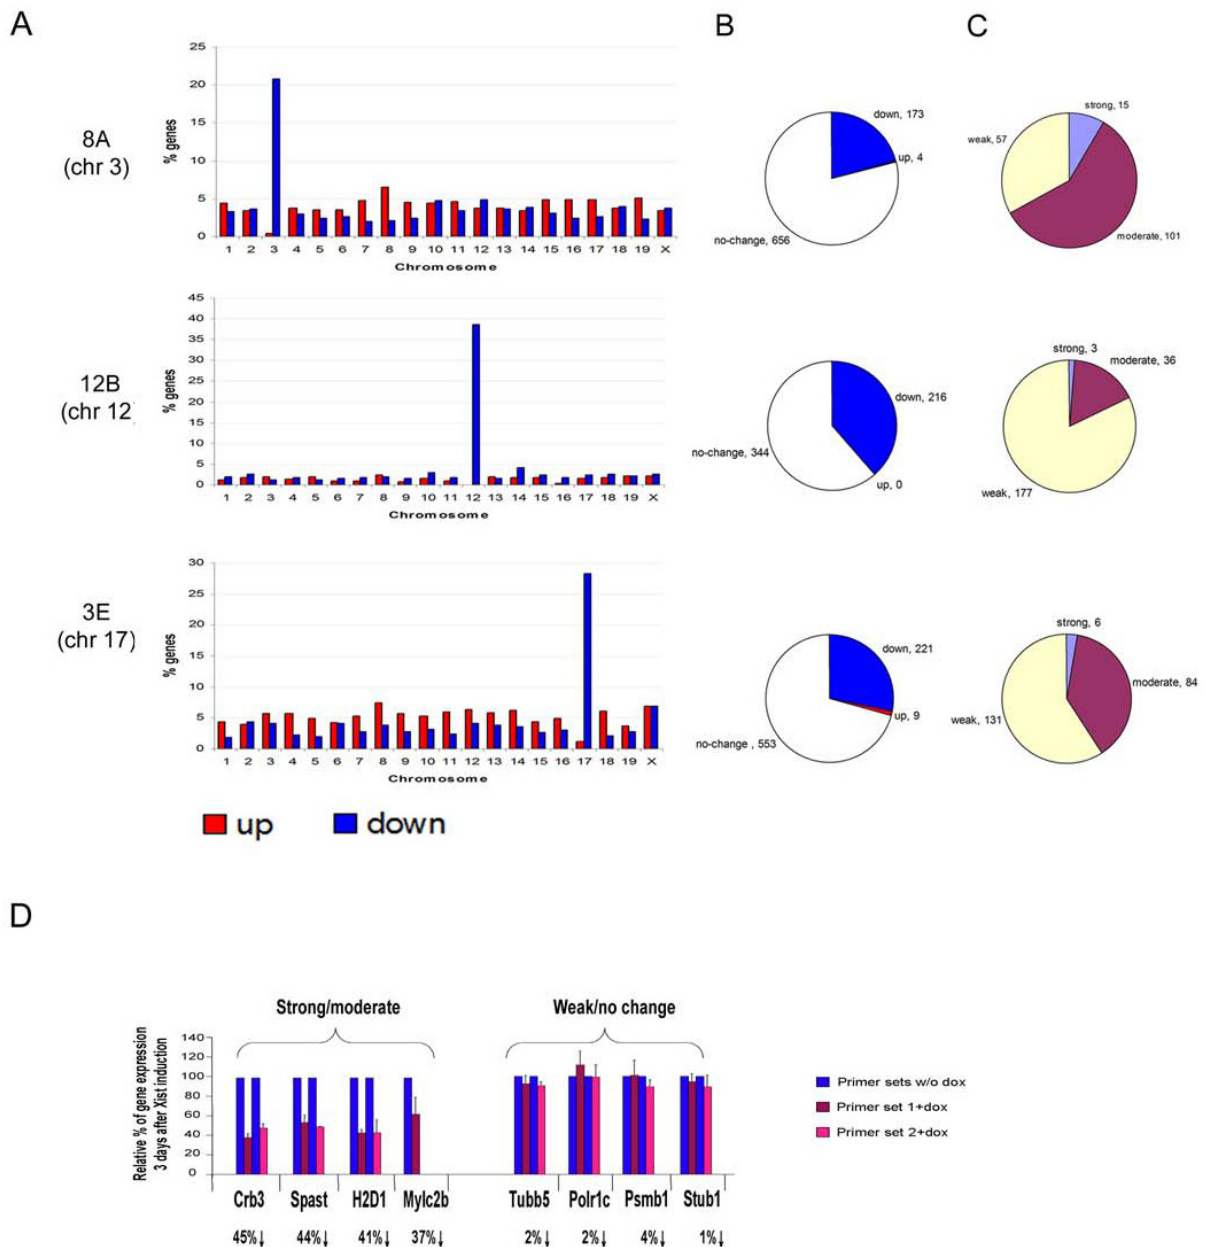 A
B
C
8A
(chr 3)
% genes
25
20
15
10
5
0
1 2 3 4 5 6 7 8 9 10 11 12 13 14 15 16 17 18 19 X
Chromosome
down, 173
up, 4
no-change, 656
strong, 15
weak, 57
moderate, 101
12B
(chr 12
% genes
45
40
35
30
25
20
15
10
5
0
1 2 3 4 5 6 7 8 9 10 11 12 13 14 15 16 17 18 19 X
Chromosome
down, 216
no-change, 344
up, 0
strong, 3
moderate, 36
weak, 177
3E
(chr 17)
% genes
30
25
20
15
10
5
0
1 2 3 4 5 6 7 8 9 10 11 12 13 14 15 16 17 18 19 X
Chromosome
down, 221
up, 9
no-change , 553
strong, 6
moderate, 84
weak, 131
up down
D
Strong/moderate Weak/no change
Relative % of gene expression
3 days after Xist induction
140
120
100
80
60
40
20
0
Crb3 Spast H2D1 Mylc2b Tubb5 Polr1c Psmb1 Stub1
45%↓ 44%↓ 41%↓ 37%↓ 2%↓ 2%↓ 4%↓ 1%↓
Primer sets w/o dox
Primer set 1+dox
Primer set 2+dox